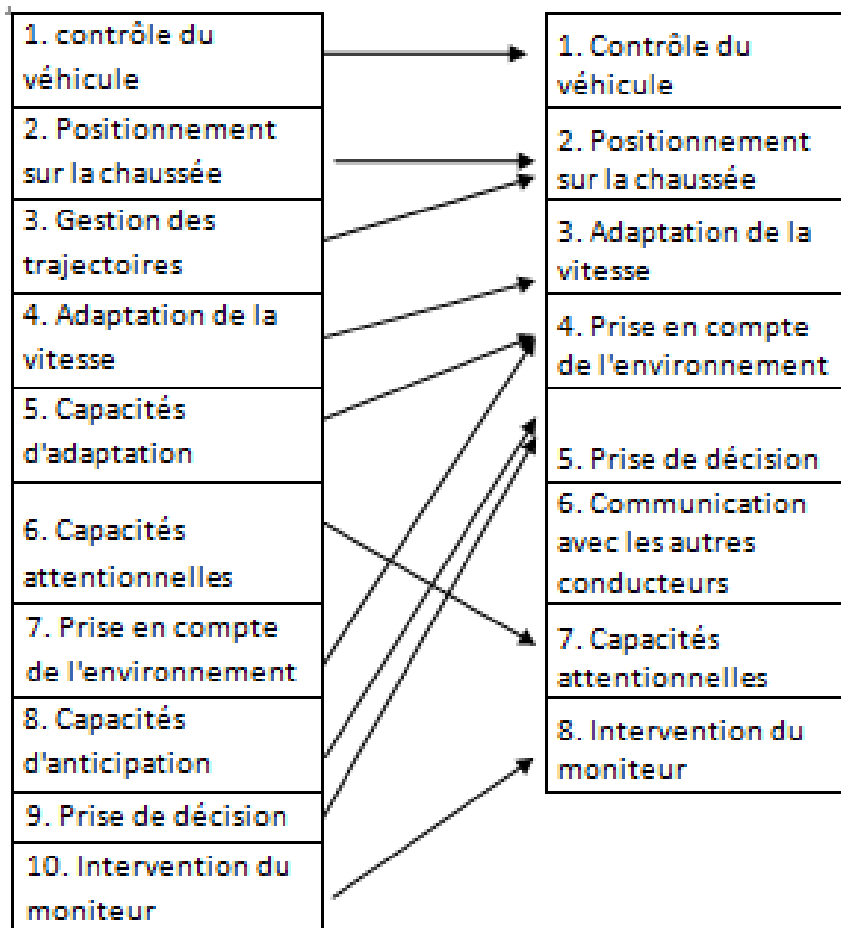 1. contrôle du
véhicule
2. Positionnement
sur la chaussée
3. Gestion des
trajectoires
4. Adaptation de la
vitesse
5. Capacités
d'adaptation
6. Capacités
attentionnelles
7. Prise en compte
de l'environnement
8. Capacités
d'anticipation
9. Prise de décision
10. Intervention du
moniteur
1. Contrôle du
véhicule
2. Positionnement
sur la chaussée
3. Adaptation de la
vitesse
4. Prise en compte
de l'environnement
5. Prise de décision
6. Communication
avec les autres
conducteurs
7. Capacités
attentionnelles
8. Intervention du
moniteur